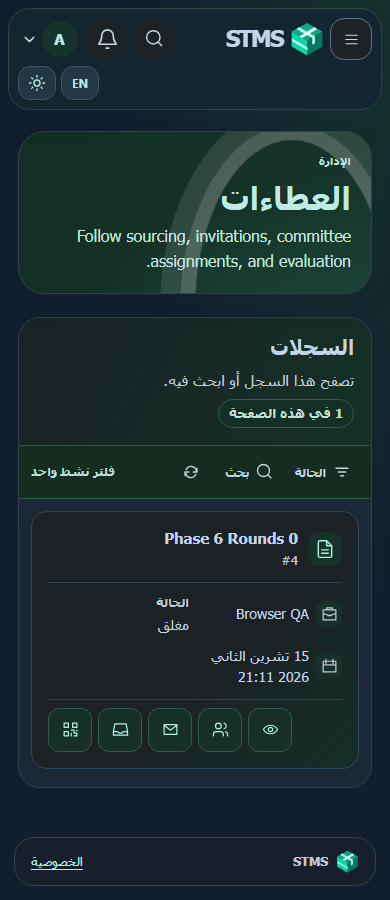 STMS
A
EN
الإدارة
العطاءات
Follow sourcing, invitations, committee
assignments, and evaluation.
السجلات
تصفح هذا السجل أو ابحث فيه.
1 في هذه الصفحة
الحالة
بحث
فلتر نشط واحد
Phase 6 Rounds 0
#4
Browser QA
الحالة
مغلق
15 تشرين الثاني
2026 21:11
STMS
الخصوصية